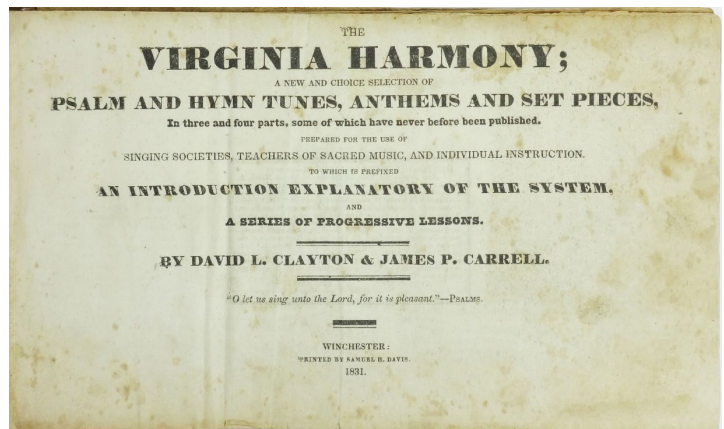 THE
VIRGINIA HARMONY;
A NEW AND CHOICE SELECTION OF
PSALM AND HYMN TUNES, ANTHEMS AND SET PIECES,
In three and four parts, some of which have never before been published.
PREPARED FOR THE USE OF
SINGING SOCIETIES, TEACHERS OF SACRED MUSIC, AND INDIVIDUAL INSTRUCTION.
TO WHICH IS PREFIXED
AN INTRODUCTION EXPLANATORY OF THE SYSTEM,
AND
A SERIES OF PROGRESSIVE LESSONS.
BY DAVID L. CLAYTON & JAMES P. CARRELL.
"O let us sing unto the Lord, for it is pleasant."—PSALMS.
WINCHESTER:
PRINTED BY SAMUEL H. DAVIS.
1831.